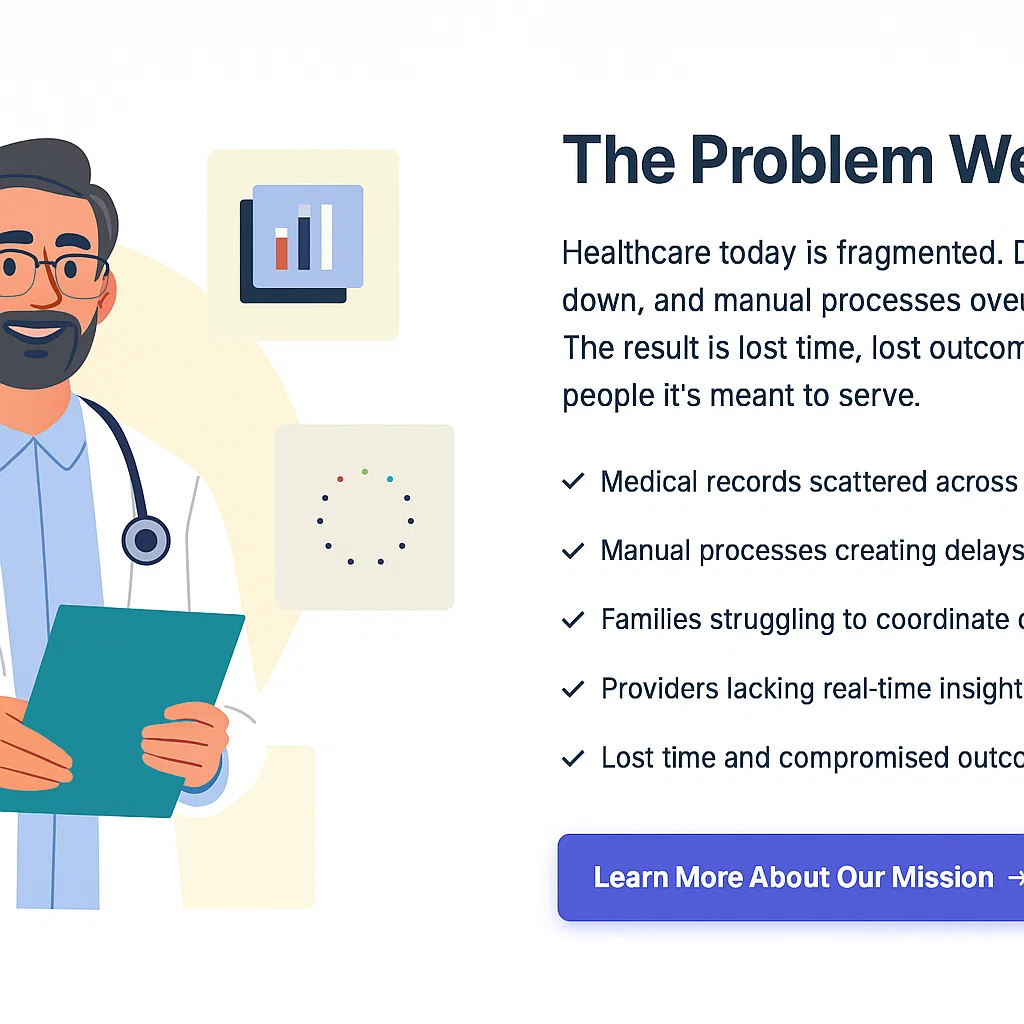 The Problem We
Healthcare today is fragmented. D
down, and manual processes over
The result is lost time, lost outcom
people it's meant to serve.
Medical records scattered across
Manual processes creating delays
Families struggling to coordinate c
Providers lacking real-time insight
Lost time and compromised outco
Learn More About Our Mission →